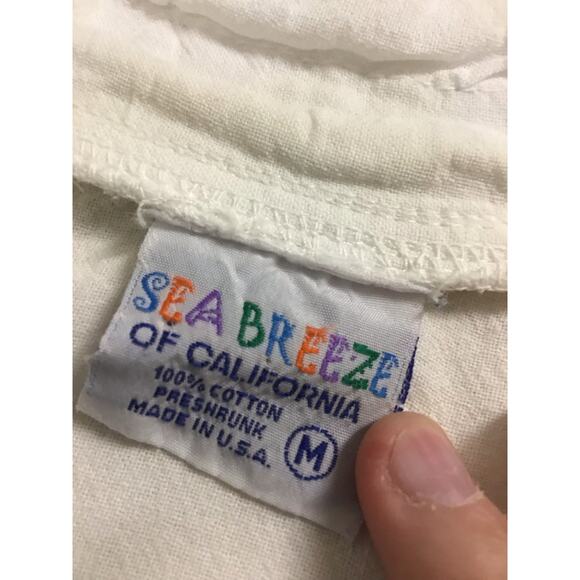 SEA BREEZE
OF CALIFORNIA
100% COTTON
PRESHRUNK
MADE IN U.S.A. M